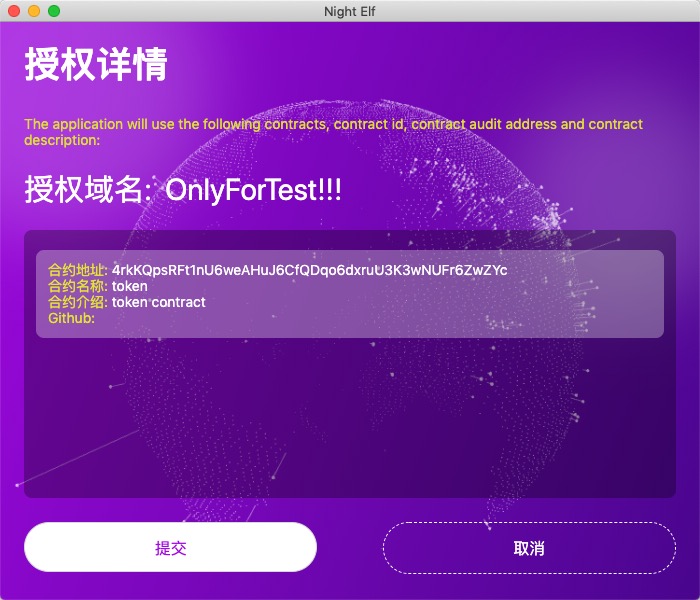 Night Elf
授权详情
The application will use the following contracts, contract id, contract audit address and contract
description:
授权域名: OnlyForTest!!!
合约地址: 4rkKQpsRFt1nU6weAHuJ6CfQDqo6dxruU3K3wNUFr6ZwZYc
合约名称: token
合约介绍: token contract
Github:
提交
取消